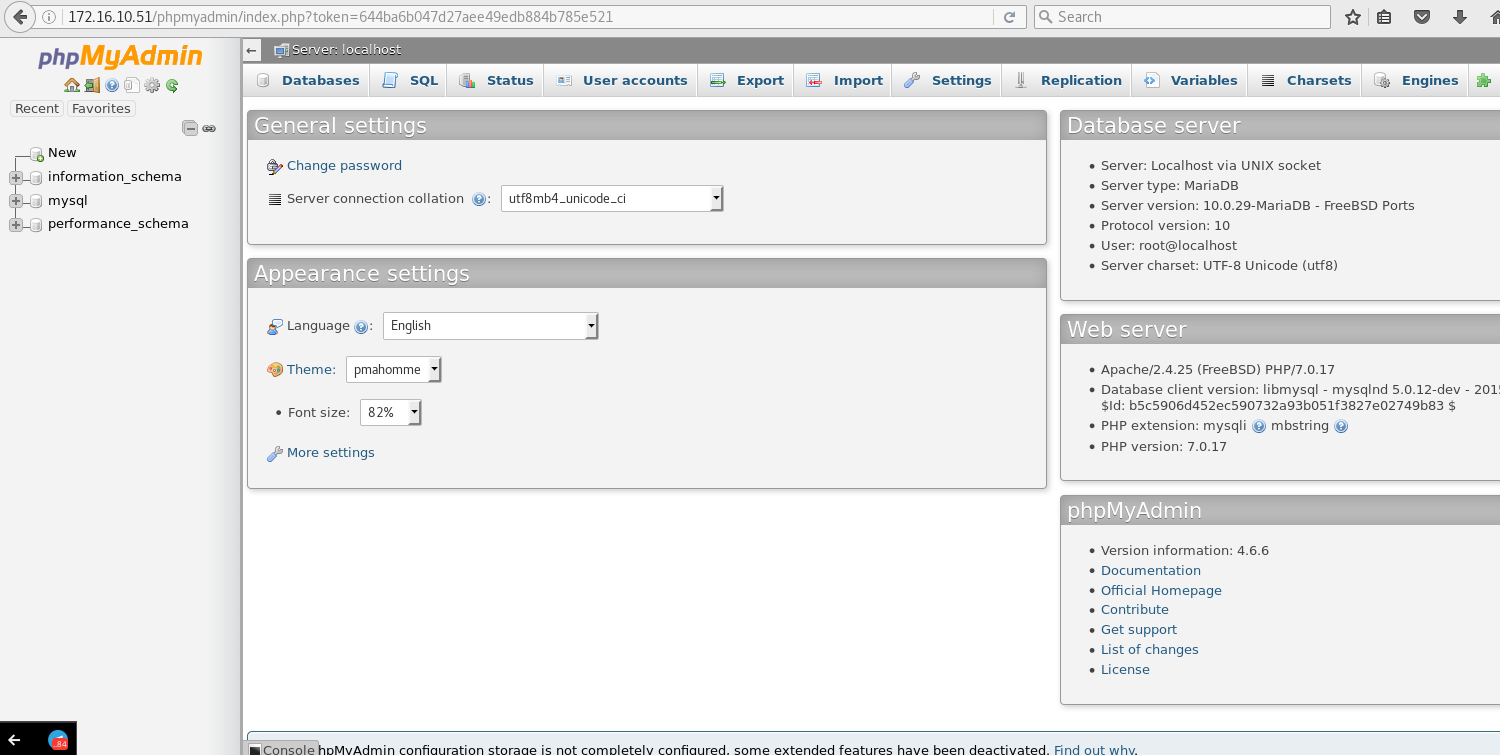 172.16.10.51/phpmyadmin/index.php?token=644ba6b047d27aee49edb884b785e521
Search
phpMyAdmin
Recent
Favorites
New
information_schema
mysql
performance_schema
Server: localhost
Databases
SQL
Status
User accounts
Export
Import
Settings
Replication
Variables
Charsets
Engines
General settings
Change password
Server connection collation :
utf8mb4_unicode_ci
Appearance settings
Language :
English
Theme:
pmahomme
• Font size:
82%
More settings
Database server
• Server: Localhost via UNIX socket
• Server type: MariaDB
• Server version: 10.0.29-MariaDB - FreeBSD Ports
• Protocol version: 10
• User: root@localhost
• Server charset: UTF-8 Unicode (utf8)
Web server
• Apache/2.4.25 (FreeBSD) PHP/7.0.17
• Database client version: libmysql - mysqlnd 5.0.12-dev - 201
$Id: b5c5906d452ec590732a93b051f3827e02749b83 $
• PHP extension: mysqli mbstring
• PHP version: 7.0.17
phpMyAdmin
• Version information: 4.6.6
• Documentation
• Official Homepage
• Contribute
• Get support
• List of changes
• License
84
Console
hpMyAdmin configuration storage is not completely configured, some extended features have been deactivated. Find out why.